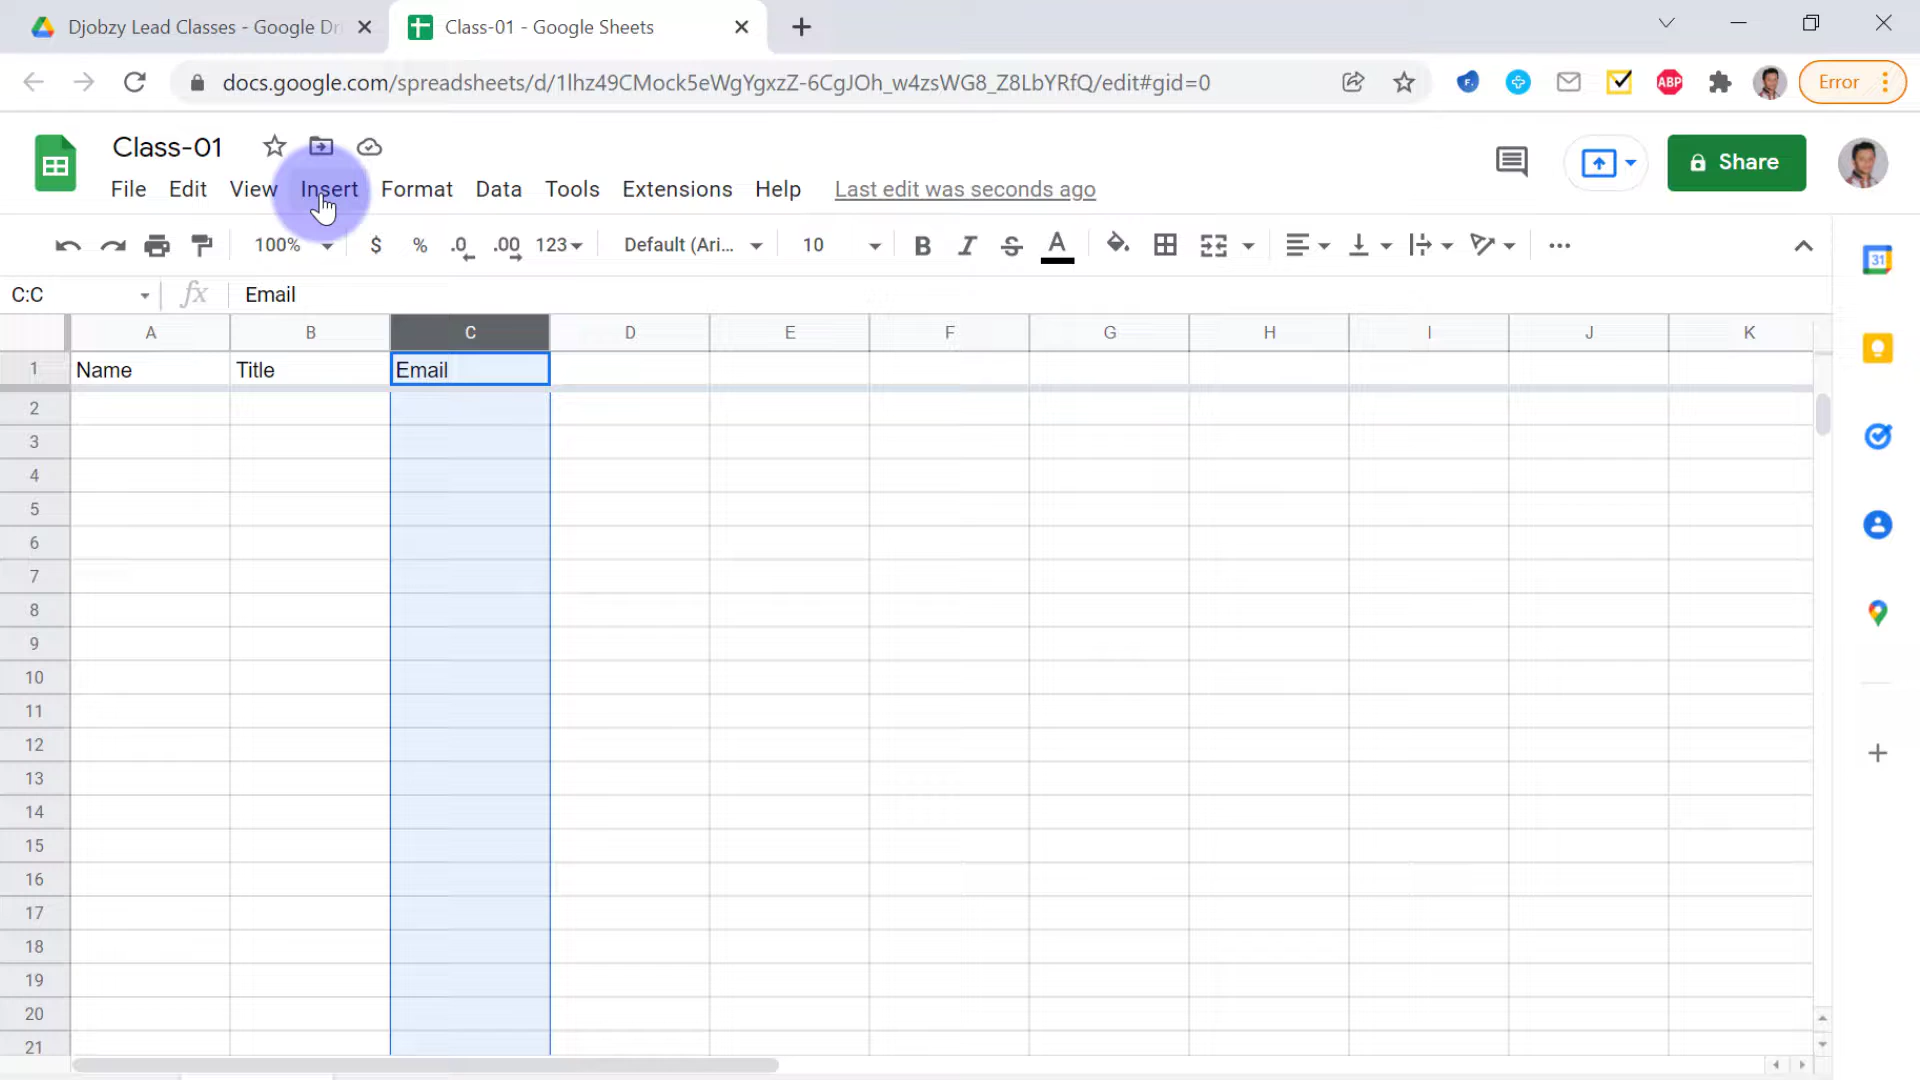 Djobzy Lead Classes - Google Dri
Class-01 - Google Sheets
docs.google.com/spreadsheets/d/1lhz49CMock5eWgYgxzZ-6CgJOh_w4zsWG8_Z8LbYRfQ/edit#gid=0
F.
ABP
Error
Class-01
Share
File Edit View Insert Format Data Tools Extensions Help Last edit was seconds ago
100% $ % .0 .00 123 Default (Ari... 10 B I S A
31
C:C fx Email
A B C D E F G H I J K
1 Name Title Email
2
3
4
5
6
7
8
9
10
11
12
13
14
15
16
17
18
19
20
21